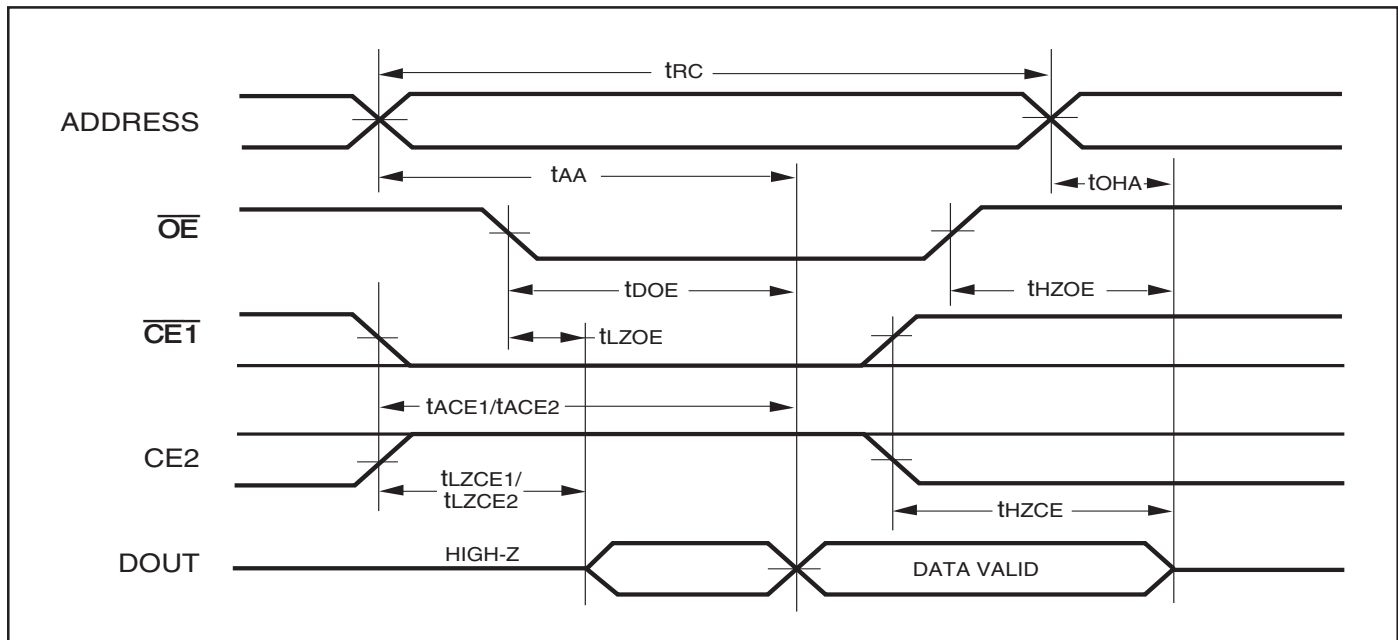 tRC
ADDRESS
tAA
tOHA
OE
tDOE
tHZOE
CE1
tLZOE
tACE1/tACE2
CE2
tLZCE1/
tLZCE2
tHZCE
DOUT
HIGH-Z
DATA VALID